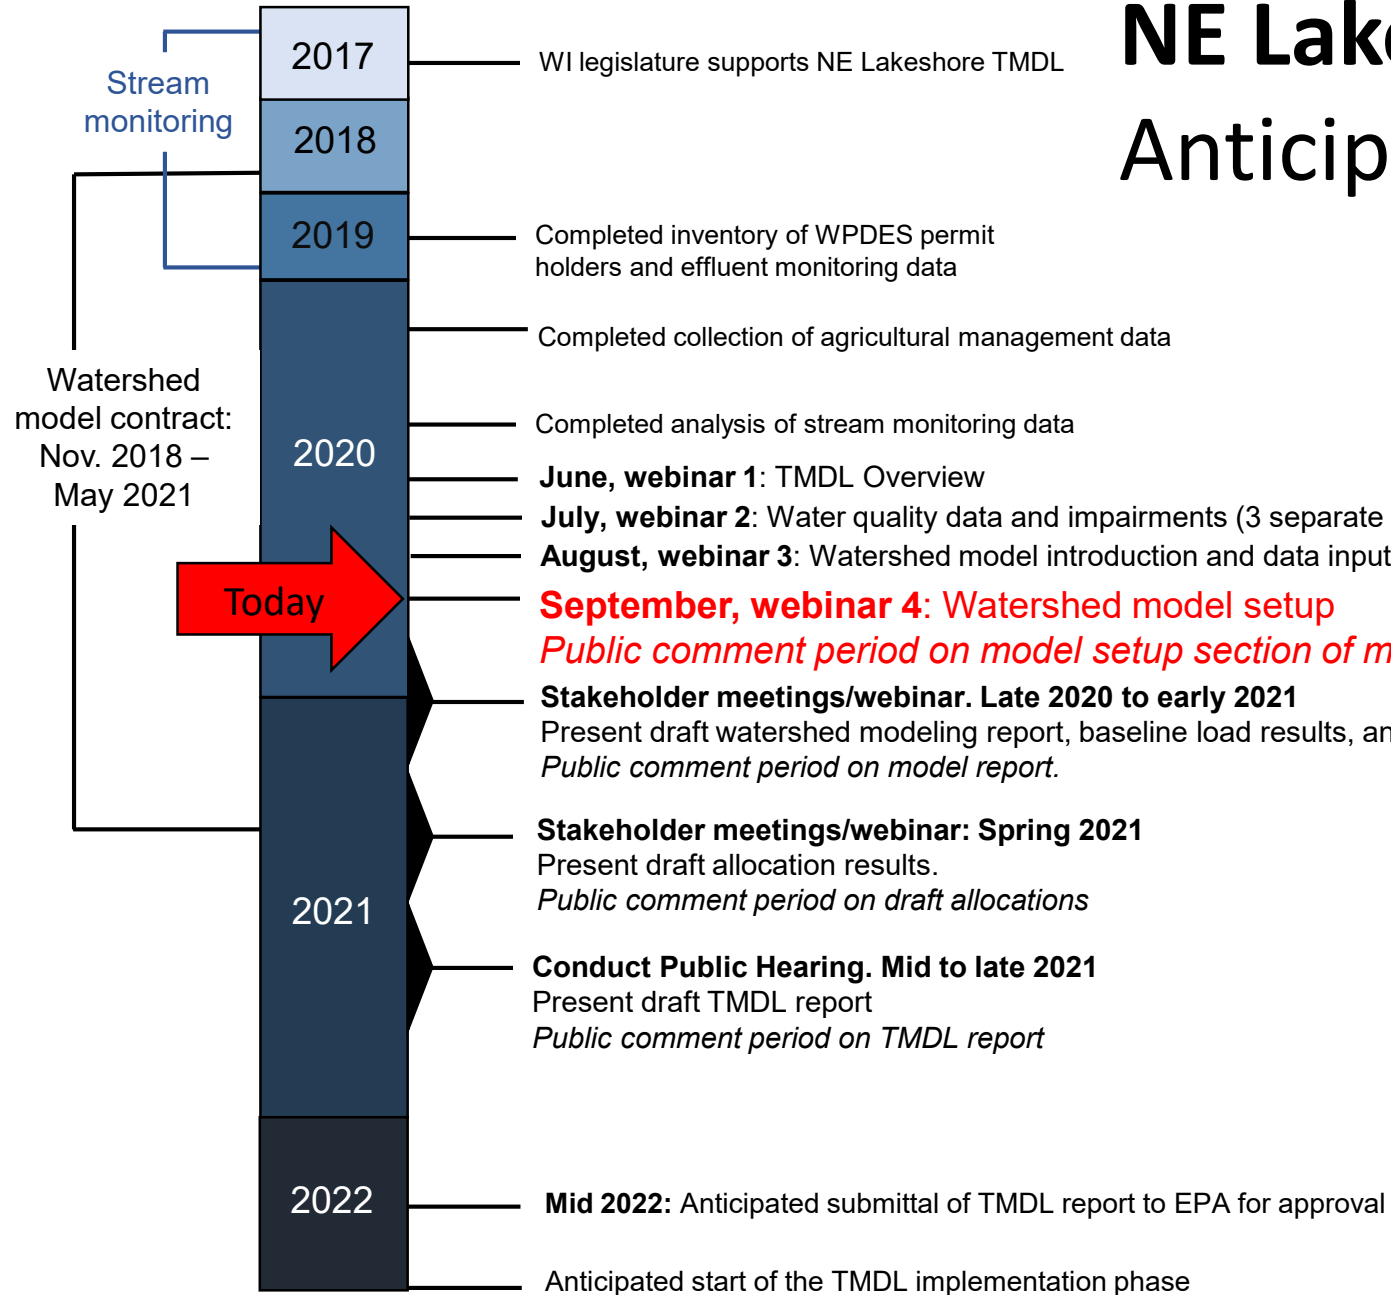 NE Lak
Anticip
2017
WI legislature supports NE Lakeshore TMDL
Stream
monitoring
2018
2019
Completed inventory of WPDES permit
holders and effluent monitoring data
Completed collection of agricultural management data
Watershed
model contract:
Nov. 2018 –
May 2021
Completed analysis of stream monitoring data
2020
June, webinar 1: TMDL Overview
July, webinar 2: Water quality data and impairments (3 separate
August, webinar 3: Watershed model introduction and data input
Today
September, webinar 4: Watershed model setup
Public comment period on model setup section of m
Stakeholder meetings/webinar. Late 2020 to early 2021
Present draft watershed modeling report, baseline load results, an
Public comment period on model report.
Stakeholder meetings/webinar: Spring 2021
Present draft allocation results.
Public comment period on draft allocations
2021
Conduct Public Hearing. Mid to late 2021
Present draft TMDL report
Public comment period on TMDL report
2022
Mid 2022: Anticipated submittal of TMDL report to EPA for approval
Anticipated start of the TMDL implementation phase